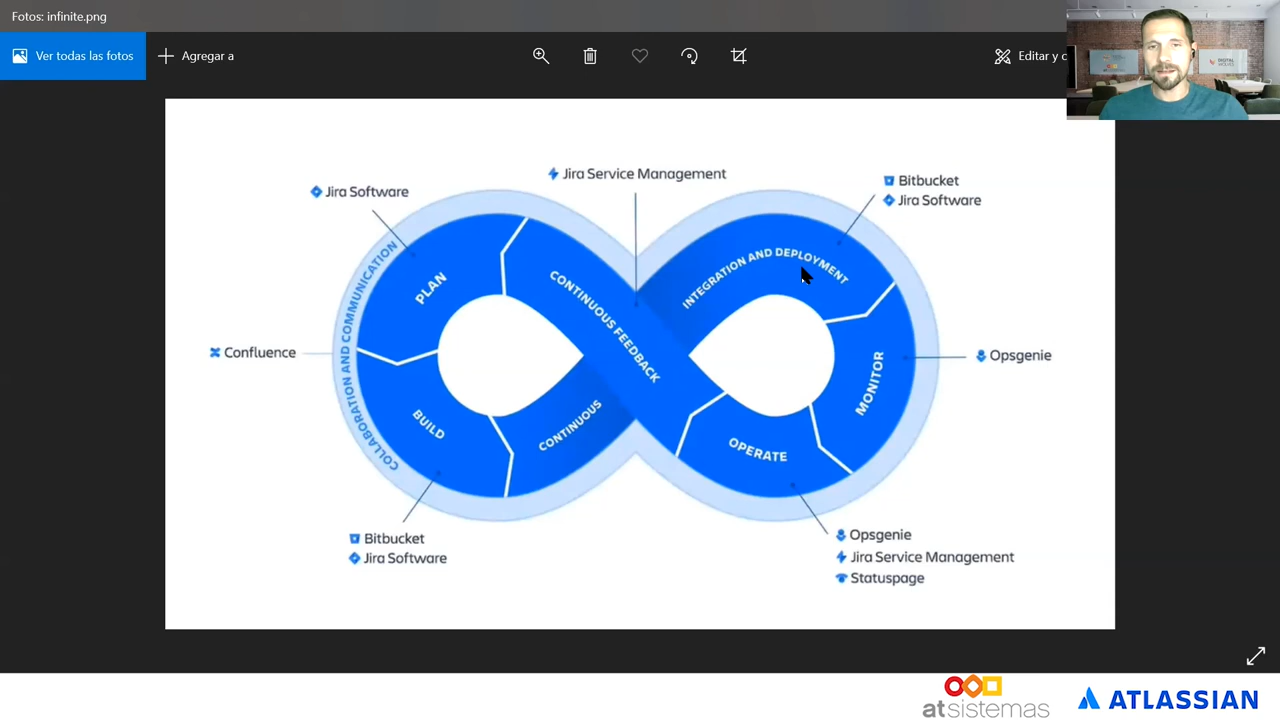 Fotos: infinite.png
Ver todas las fotos
Agregar a
Editar y c
Jira Software
Jira Service Management
Bitbucket
Jira Software
COLLABORATION AND COMMUNICATION
PLAN
CONTINUOUS FEEDBACK
INTEGRATION AND DEPLOYMENT
Confluence
Opsgenie
MONITOR
BUILD
CONTINUOUS
OPERATE
Bitbucket
Jira Software
Opsgenie
Jira Service Management
Statuspage
atsistemas
ATLASSIAN